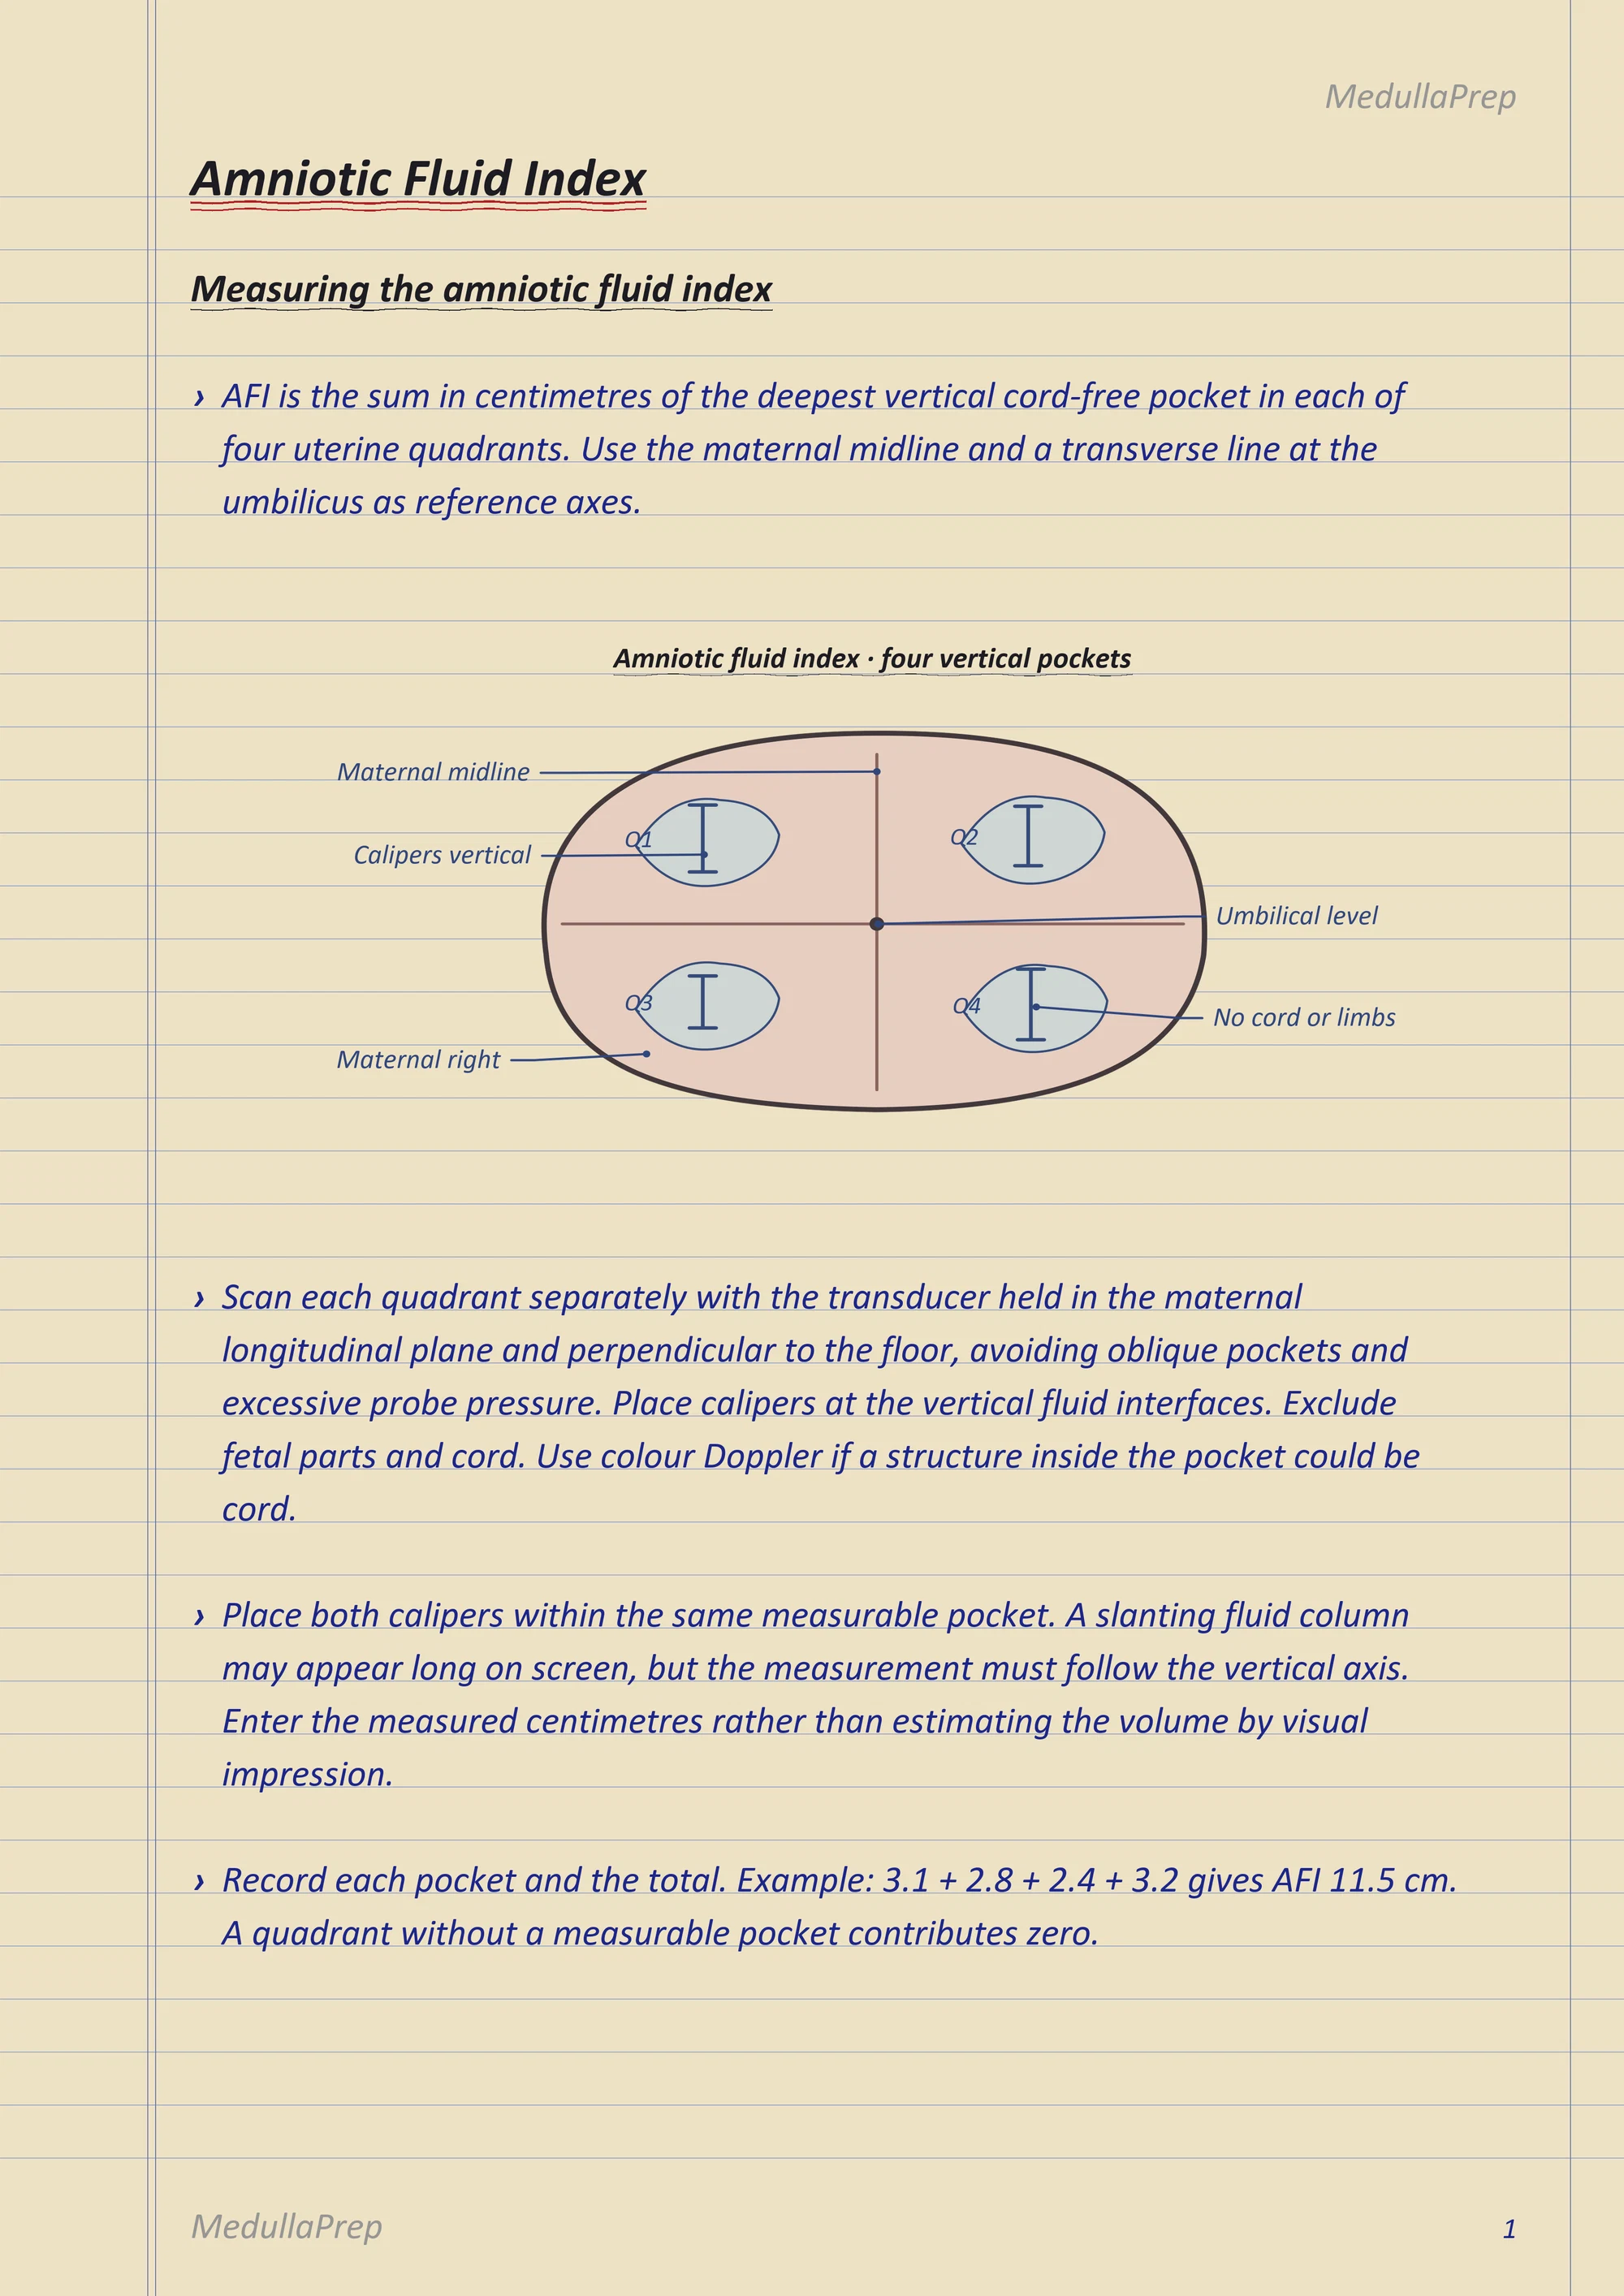 MedullaPrep
Amniotic Fluid Index
Measuring the amniotic fluid index
› AFI is the sum in centimetres of the deepest vertical cord-free pocket in each of
four uterine quadrants. Use the maternal midline and a transverse line at the
umbilicus as reference axes.
Amniotic fluid index · four vertical pockets
Maternal midline
Q1
Q2
Calipers vertical
Umbilical level
Q3
Q4
No cord or limbs
Maternal right
› Scan each quadrant separately with the transducer held in the maternal
longitudinal plane and perpendicular to the floor, avoiding oblique pockets and
excessive probe pressure. Place calipers at the vertical fluid interfaces. Exclude
fetal parts and cord. Use colour Doppler if a structure inside the pocket could be
cord.
› Place both calipers within the same measurable pocket. A slanting fluid column
may appear long on screen, but the measurement must follow the vertical axis.
Enter the measured centimetres rather than estimating the volume by visual
impression.
› Record each pocket and the total. Example: 3.1 + 2.8 + 2.4 + 3.2 gives AFI 11.5 cm.
A quadrant without a measurable pocket contributes zero.
MedullaPrep
1